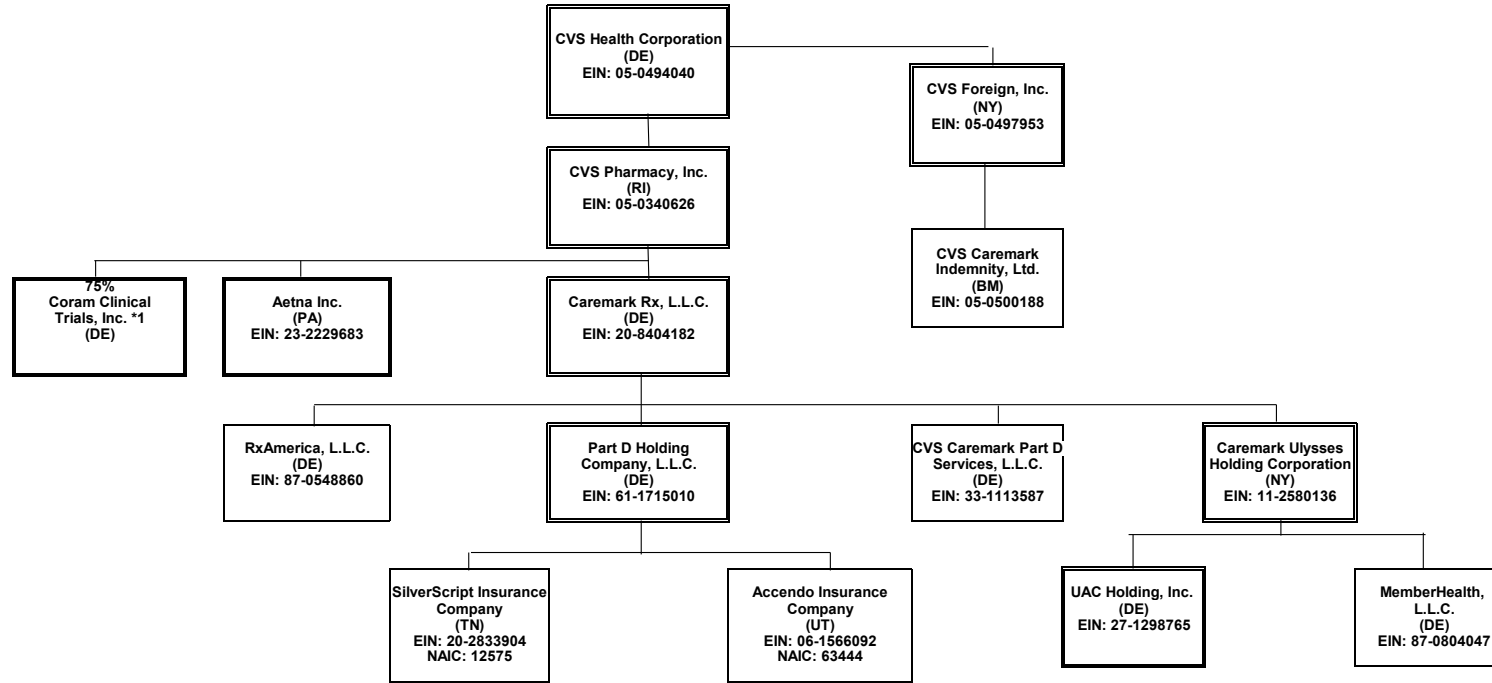 CVS Health Corporation
(DE)
EIN: 05-0494040
CVS Foreign, Inc.
(NY)
EIN: 05-0497953
CVS Pharmacy, Inc.
(RI)
EIN: 05-0340626
CVS Caremark
Indemnity, Ltd.
(BM)
EIN: 05-0500188
75%
Coram Clinical
Trials, Inc. *1
(DE)
Aetna Inc.
(PA)
EIN: 23-2229683
Caremark Rx, L.L.C.
(DE)
EIN: 20-8404182
RxAmerica, L.L.C.
(DE)
EIN: 87-0548860
Part D Holding
Company, L.L.C.
(DE)
EIN: 61-1715010
CVS Caremark Part D
Services, L.L.C.
(DE)
EIN: 33-1113587
Caremark Ulysses
Holding Corporation
(NY)
EIN: 11-2580136
SilverScript Insurance
Company
(TN)
EIN: 20-2833904
NAIC: 12575
Accendo Insurance
Company
(UT)
EIN: 06-1566092
NAIC: 63444
UAC Holding, Inc.
(DE)
EIN: 27-1298765
MemberHealth,
L.L.C.
(DE)
EIN: 87-0804047